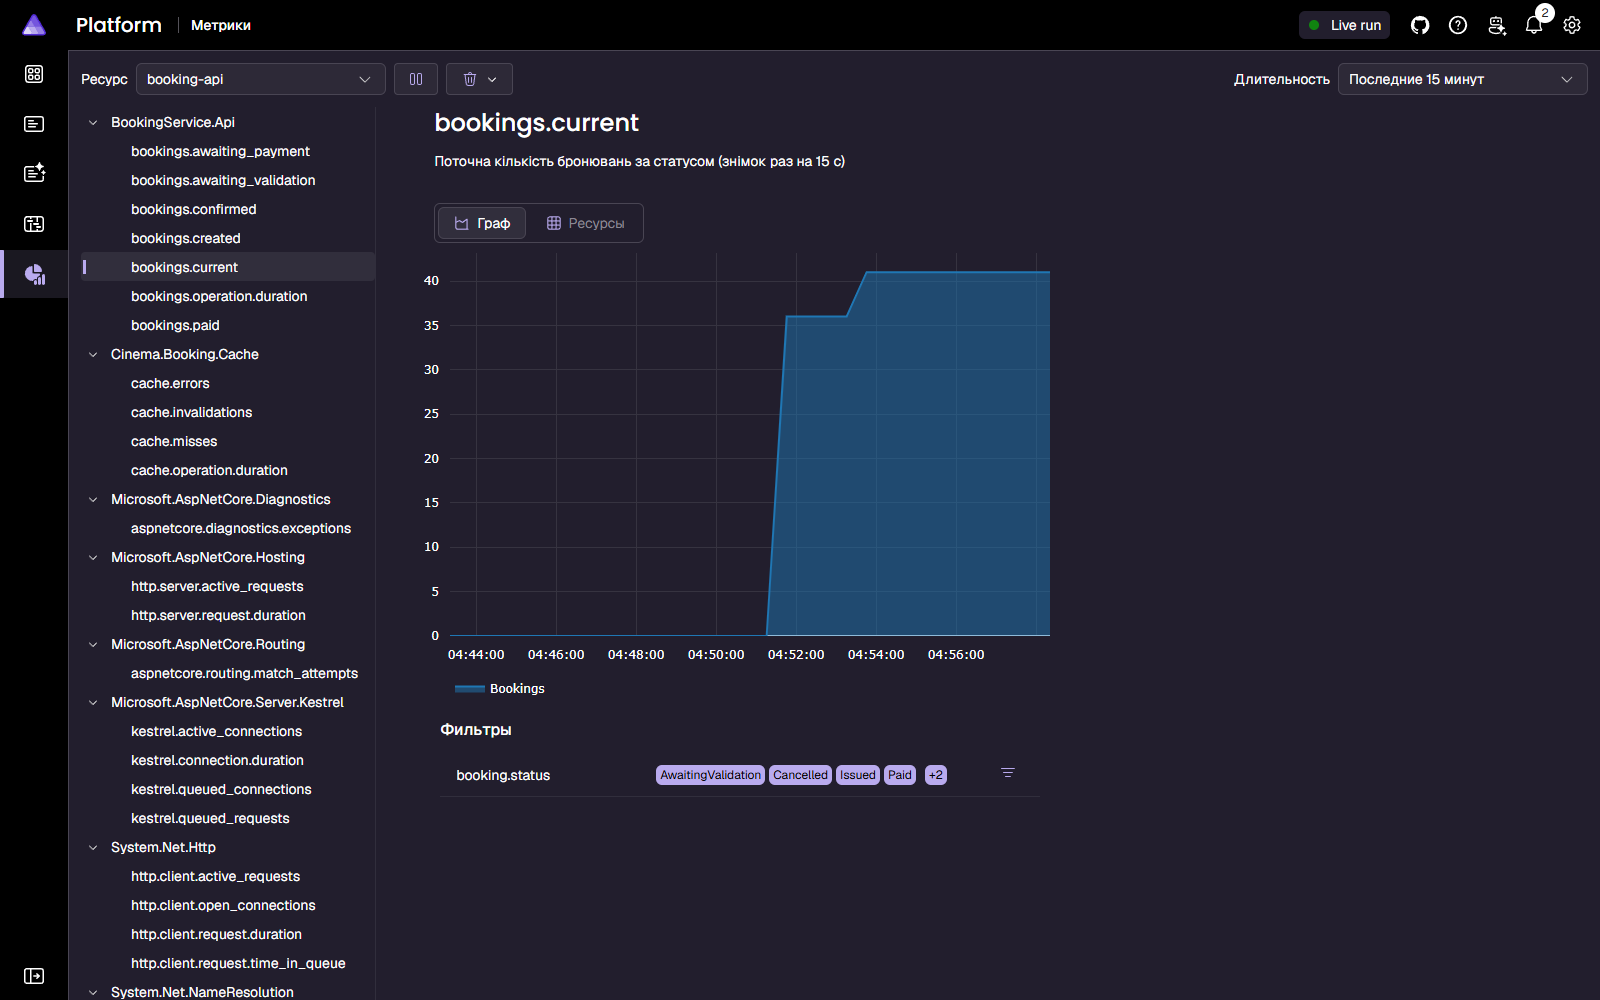 Platform | Метрики
Live run
2
Ресурс booking-api
Длительность Последние 15 минут
BookingService.Api
bookings.awaiting_payment
bookings.awaiting_validation
bookings.confirmed
bookings.created
bookings.current
bookings.operation.duration
bookings.paid
Cinema.Booking.Cache
cache.errors
cache.invalidations
cache.misses
cache.operation.duration
Microsoft.AspNetCore.Diagnostics
aspnetcore.diagnostics.exceptions
Microsoft.AspNetCore.Hosting
http.server.active_requests
http.server.request.duration
Microsoft.AspNetCore.Routing
aspnetcore.routing.match_attempts
Microsoft.AspNetCore.Server.Kestrel
kestrel.active_connections
kestrel.connection.duration
kestrel.queued_connections
kestrel.queued_requests
System.Net.Http
http.client.active_requests
http.client.open_connections
http.client.request.duration
http.client.request.time_in_queue
System.Net.NameResolution
bookings.current
Поточна кількість бронювань за статусом (знімок раз на 15 с)
Граф Ресурсы
40
35
30
25
20
15
10
5
0
04:44:00 04:46:00 04:48:00 04:50:00 04:52:00 04:54:00 04:56:00
Bookings
Фильтры
booking.status AwaitingValidation Cancelled Issued Paid +2